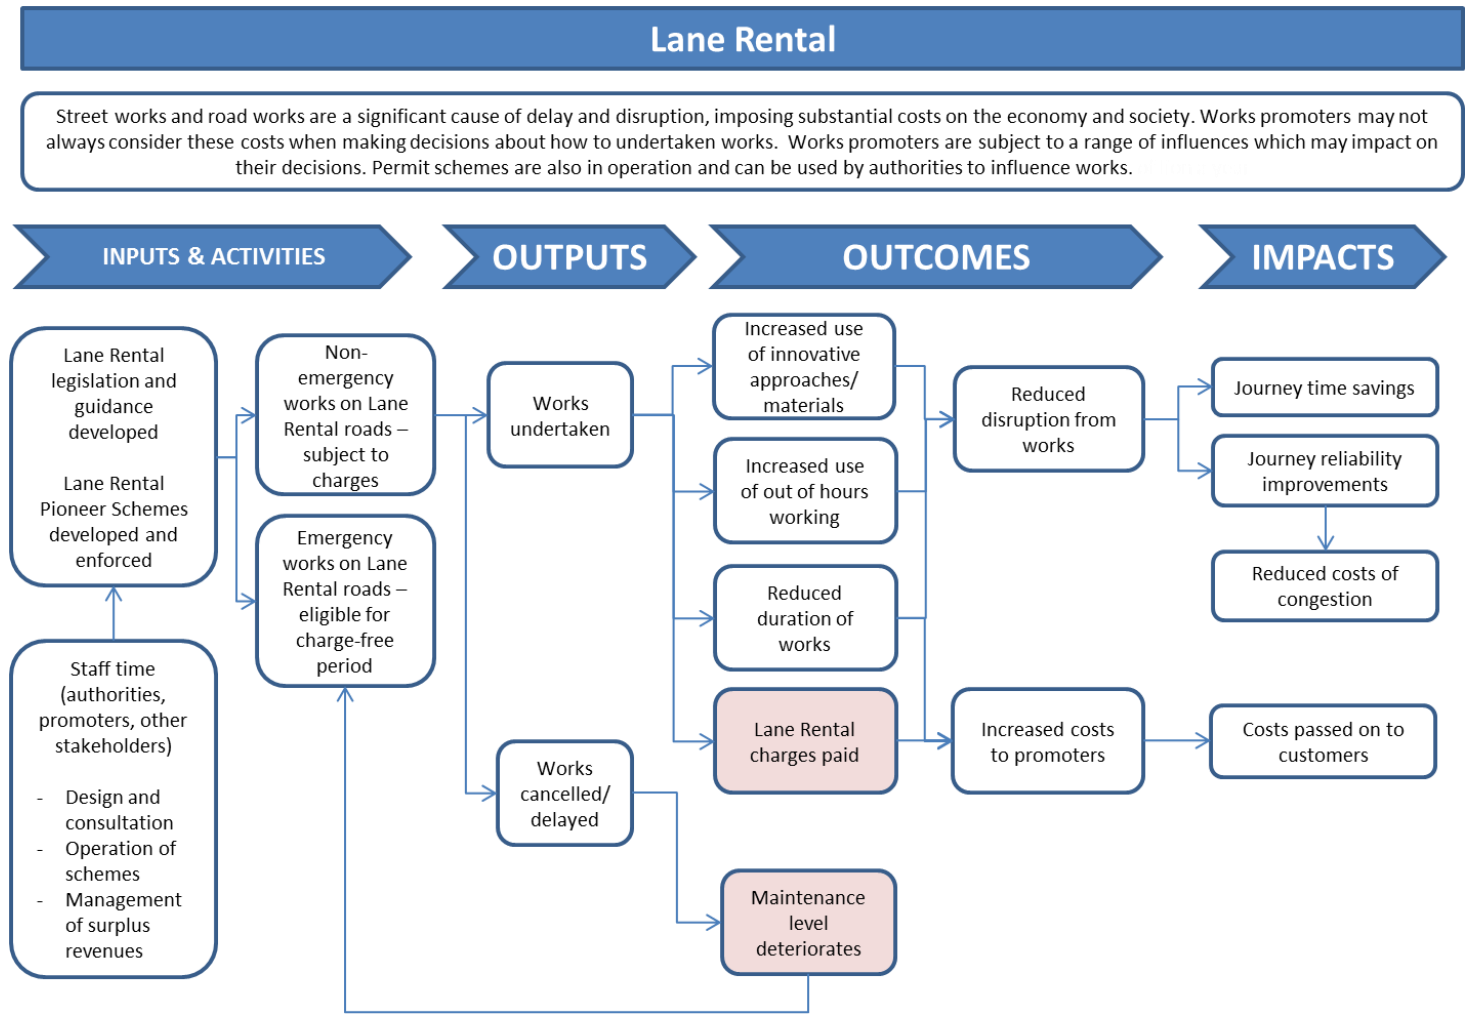 Lane Rental
Street works and road works are a significant cause of delay and disruption, imposing substantial costs on the economy and society. Works promoters may not
always consider these costs when making decisions about how to undertaken works.  Works promoters are subject to a range of influences which may impact on
their decisions. Permit schemes are also in operation and can be used by authorities to influence works.
INPUTS & ACTIVITIES
OUTPUTS
OUTCOMES
IMPACTS
Lane Rental
legislation and
guidance
developed
Lane Rental
Pioneer Schemes
developed and
enforced
Staff time
(authorities,
promoters, other
stakeholders)
- Design and
consultation
- Operation of
schemes
- Management
of surplus
revenues
Non-
emergency
works on Lane
Rental roads –
subject to
charges
Emergency
works on Lane
Rental roads –
eligible for
charge-free
period
Works
undertaken
Works
cancelled/
delayed
Increased use
of innovative
approaches/
materials
Increased use
of out of hours
working
Reduced
duration of
works
Lane Rental
charges paid
Maintenance
level
deteriorates
Reduced
disruption from
works
Increased costs
to promoters
Journey time savings
Journey reliability
improvements
Reduced costs of
congestion
Costs passed on to
customers